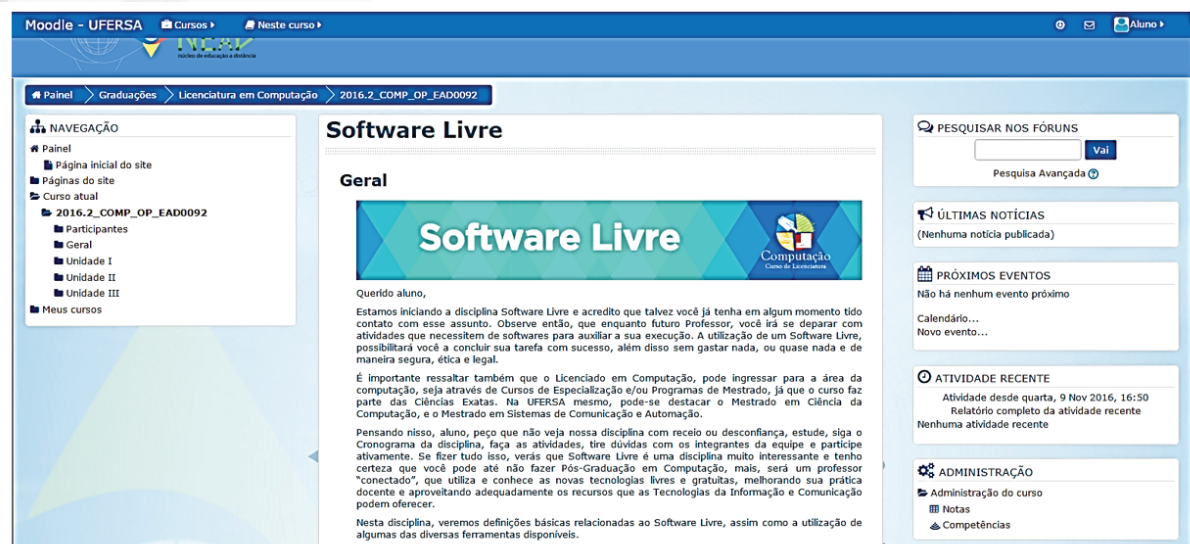 Moodle - UFERSA Cursos Neste curso Aluno
núcleo de educação a distância
Painel Graduações Licenciatura em Computação 2016.2_COMP_OP_EAD0092
NAVEGAÇÃO
Painel
Página inicial do site
Páginas do site
Curso atual
2016.2_COMP_OP_EAD0092
Participantes
Geral
Unidade I
Unidade II
Unidade III
Meus cursos
Software Livre
Geral
Software Livre
Computação
Curso de Licenciatura
Querido aluno,
Estamos iniciando a disciplina Software Livre e acredito que talvez você já tenha em algum momento tido
contato com esse assunto. Observe então, que enquanto futuro Professor, você irá se deparar com
atividades que necessitem de softwares para auxiliar a sua execução. A utilização de um Software Livre,
possibilitará você a concluir sua tarefa com sucesso, além disso sem gastar nada, ou quase nada e de
maneira segura, ética e legal.
É importante ressaltar também que o Licenciado em Computação, pode ingressar para a área da
computação, seja através de Cursos de Especialização e/ou Programas de Mestrado, já que o curso faz
parte das Ciências Exatas. Na UFERSA mesmo, pode-se destacar o Mestrado em Ciência da
Computação, e o Mestrado em Sistemas de Comunicação e Automação.
Pensando nisso, aluno, peço que não veja nossa disciplina com receio ou desconfiança, estude, siga o
Cronograma da disciplina, faça as atividades, tire dúvidas com os integrantes da equipe e participe
ativamente. Se fizer tudo isso, verás que Software Livre é uma disciplina muito interessante e tenho
certeza que você pode até não fazer Pós-Graduação em Computação, mais, será um professor
"conectado", que utiliza e conhece as novas tecnologias livres e gratuitas, melhorando sua prática
docente e aproveitando adequadamente os recursos que as Tecnologias da Informação e Comunicação
podem oferecer.
Nesta disciplina, veremos definições básicas relacionadas ao Software Livre, assim como a utilização de
algumas das diversas ferramentas disponíveis.
PESQUISAR NOS FÓRUNS
Vai
Pesquisa Avançada
ÚLTIMAS NOTÍCIAS
(Nenhuma notícia publicada)
PRÓXIMOS EVENTOS
Não há nenhum evento próximo
Calendário...
Novo evento...
ATIVIDADE RECENTE
Atividade desde quarta, 9 Nov 2016, 16:50
Relatório completo da atividade recente
Nenhuma atividade recente
ADMINISTRAÇÃO
Administração do curso
Notas
Competências